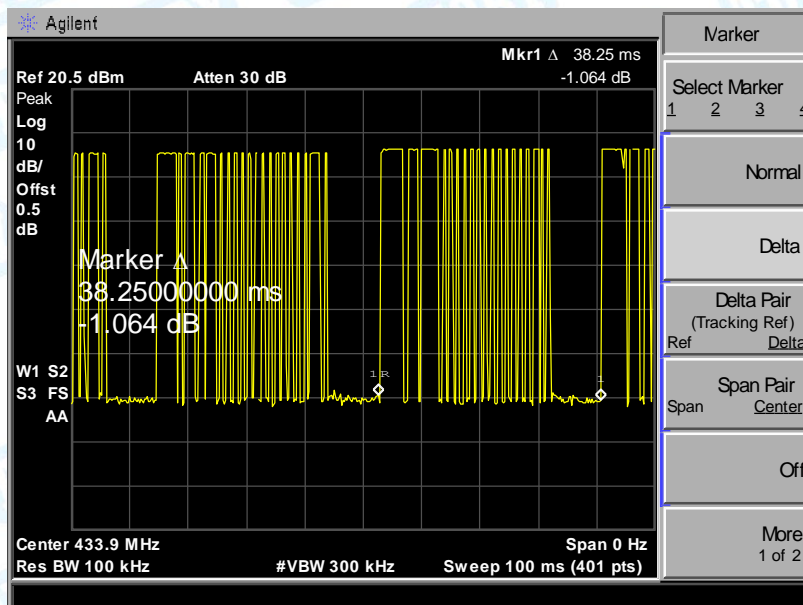 Agilent
Marker
Mkr1 Δ 38.25 ms
Ref 20.5 dBm Atten 30 dB -1.064 dB
Peak
Log
10
dB/
Offst
0.5
dB
Marker Δ
38.25000000 ms
-1.064 dB
1R
1
W1 S2
S3 FS
AA
Center 433.9 MHz Span 0 Hz
Res BW 100 kHz #VBW 300 kHz Sweep 100 ms (401 pts)
Select Marker
1 2 3 4
Normal
Delta
Delta Pair
(Tracking Ref)
Ref Delta
Span Pair
Span Center
Off
More
1 of 2